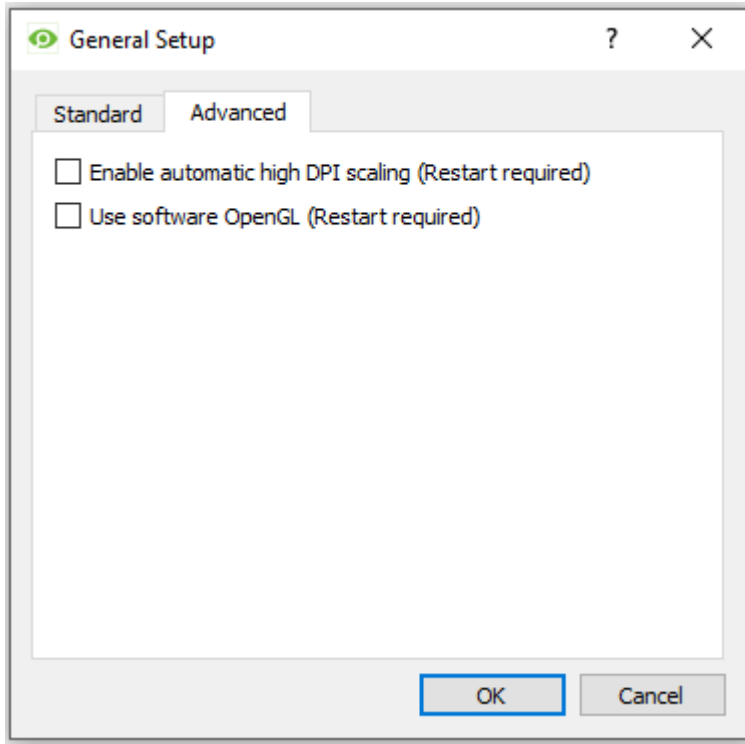 General Setup
?
Standard Advanced
Enable automatic high DPI scaling (Restart required)
Use software OpenGL (Restart required)
OK Cancel